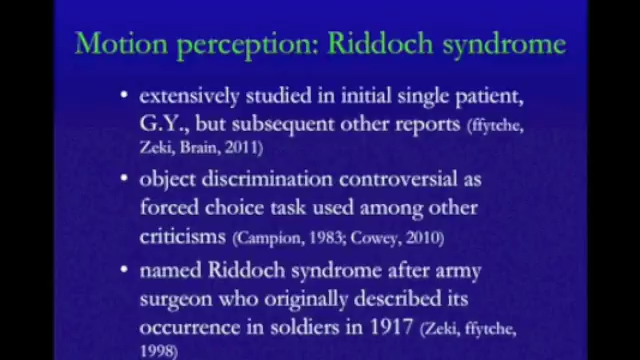 Motion perception: Riddoch syndrome
• extensively studied in initial single patient,
G.Y., but subsequent other reports (ffytche,
Zeki, Brain, 2011)
• object discrimination controversial as
forced choice task used among other
criticisms (Campion, 1983; Cowey, 2010)
• named Riddoch syndrome after army
surgeon who originally described its
occurrence in soldiers in 1917 (Zeki, ffytche,
1998)